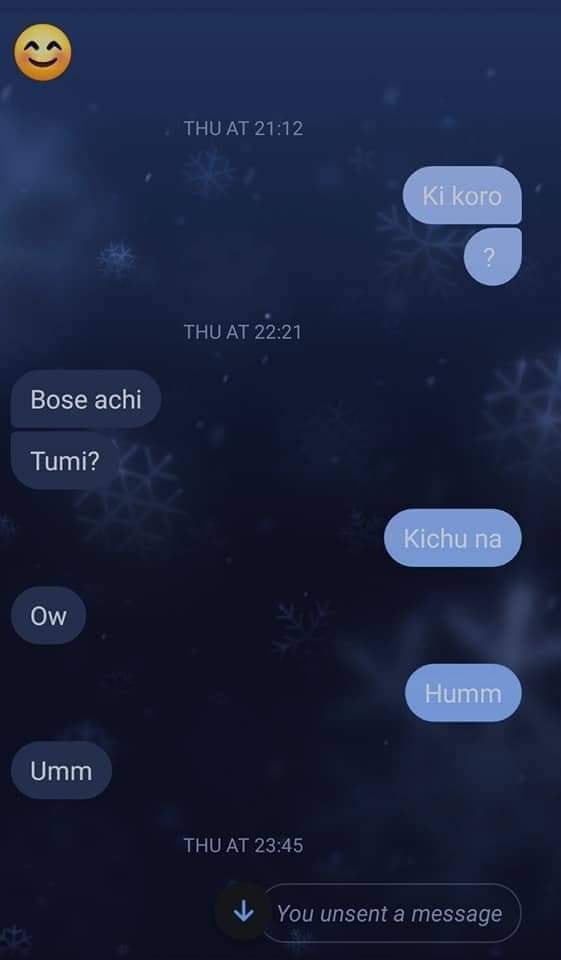 THU AT 21:12
Ki koro
?
THU AT 22:21
Bose achi
Tumi?
Kichu na
Ow
Humm
Umm
THU AT 23:45
You unsent a message